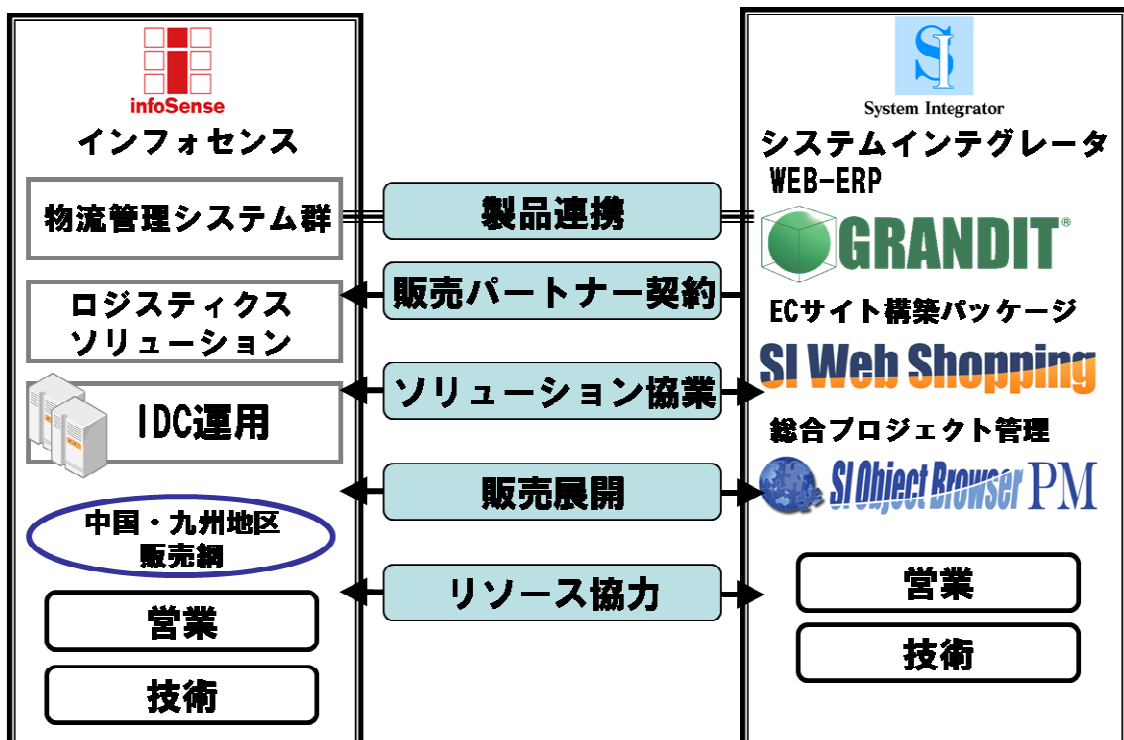 infoSense
インフォセンス
物流管理システム群
ロジスティクス
ソリューション
IDC運用
中国・九州地区
販売網
営業
技術
製品連携
販売パートナー契約
ソリューション協業
販売展開
リソース協力
SI
System Integrator
システムインテグレータ
WEB-ERP
GRANDIT®
ECサイト構築パッケージ
SI Web Shopping
総合プロジェクト管理
SI Object Browser PM
営業
技術